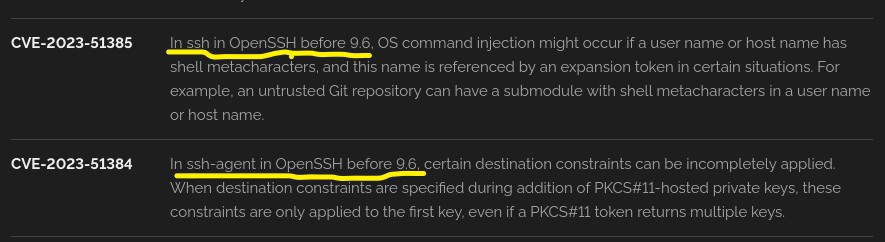 CVE-2023-51385 In ssh in OpenSSH before 9.6, OS command injection might occur if a user name or host name has
shell metacharacters, and this name is referenced by an expansion token in certain situations. For
example, an untrusted Git repository can have a submodule with shell metacharacters in a user name
or host name.
CVE-2023-51384 In ssh-agent in OpenSSH before 9.6, certain destination constraints can be incompletely applied.
When destination constraints are specified during addition of PKCS#11-hosted private keys, these
constraints are only applied to the first key, even if a PKCS#11 token returns multiple keys.